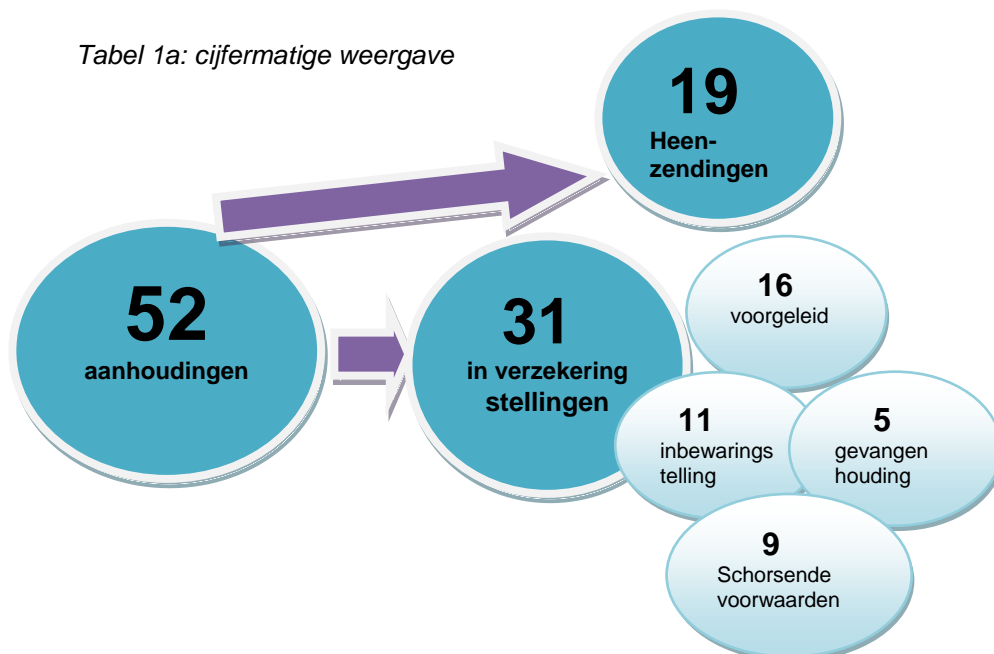 Tabel 1a: cijfermatige weergave
19
Heen-
zendingen
52
aanhoudingen
31
in verzekering
stellingen
16
voorgeleid
11
inbewarings
telling
5
gevangen
houding
9
Schorsende
voorwaarden